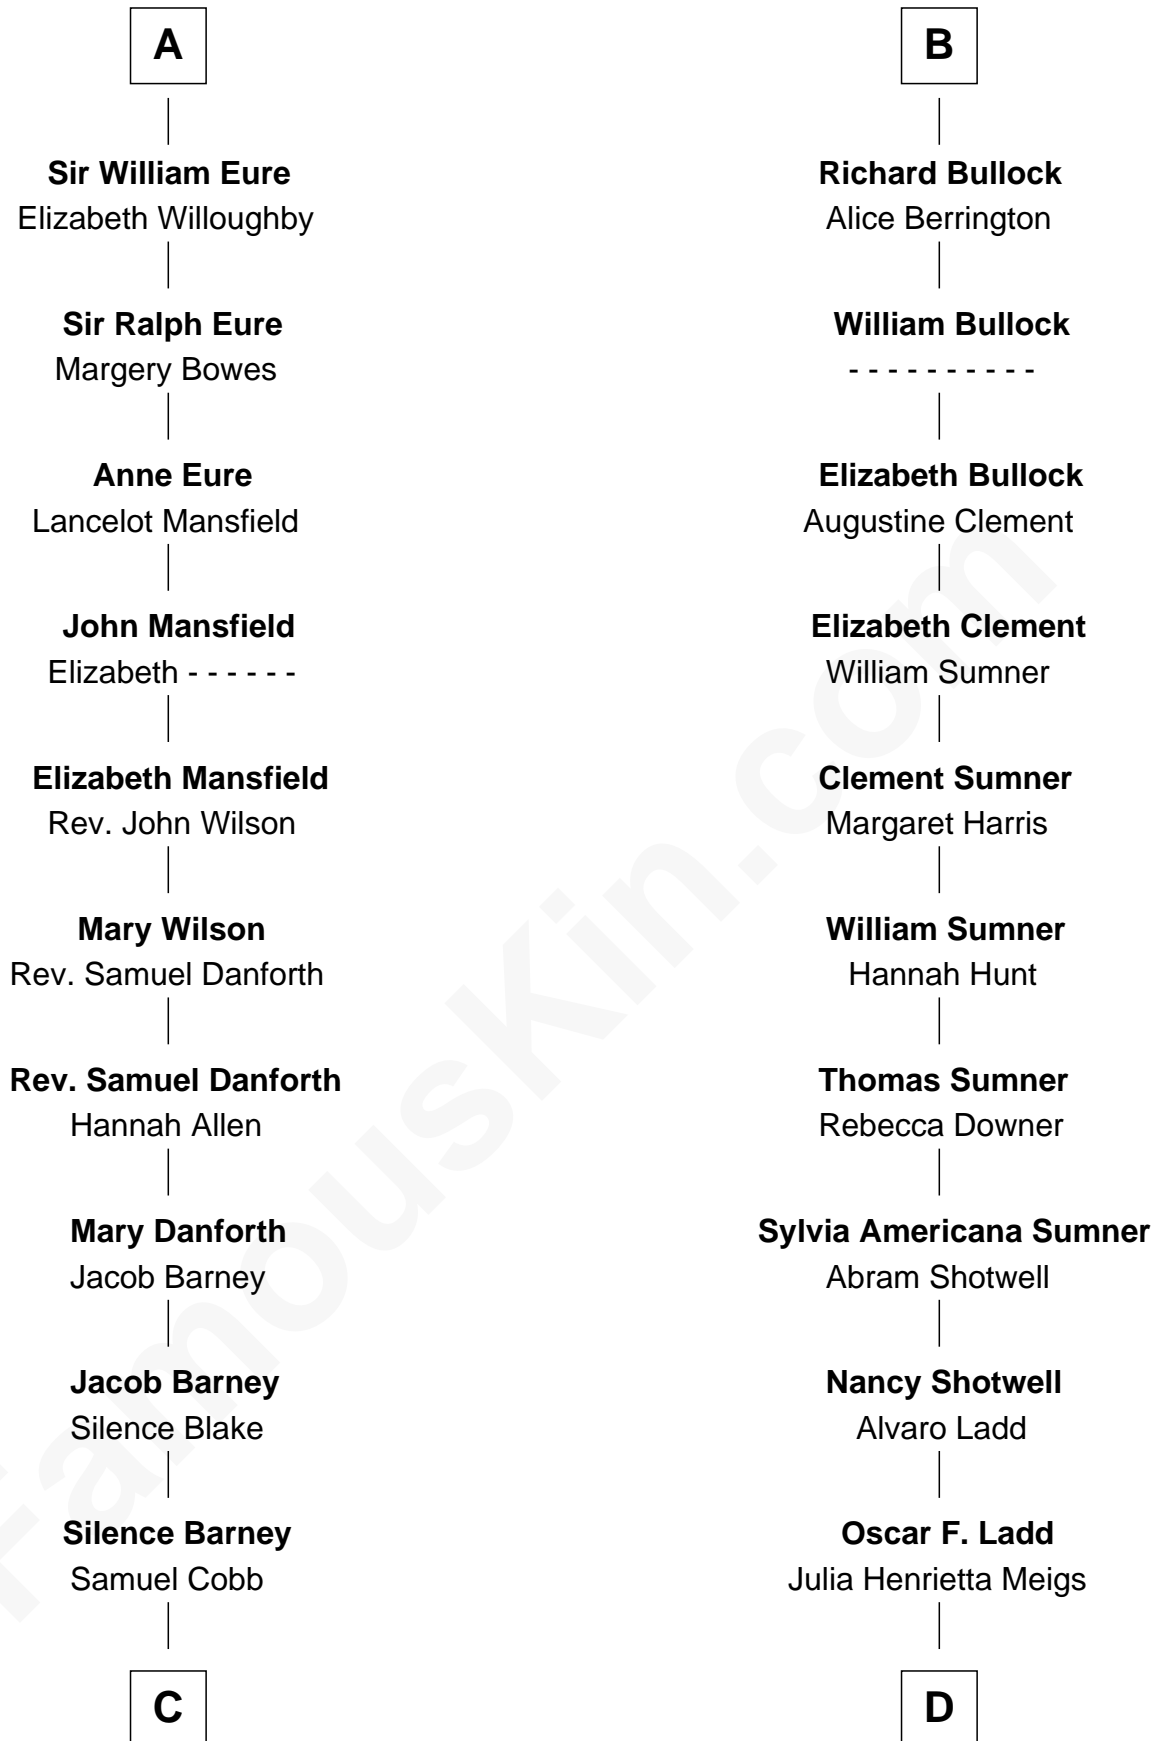 A
Sir William Eure
Elizabeth Willoughby
Sir Ralph Eure
Margery Bowes
Anne Eure
Lancelot Mansfield
John Mansfield
Elizabeth - - - - - -
Elizabeth Mansfield
Rev. John Wilson
Mary Wilson
Rev. Samuel Danforth
Rev. Samuel Danforth
Hannah Allen
Mary Danforth
Jacob Barney
Jacob Barney
Silence Blake
Silence Barney
Samuel Cobb
C
B
Richard Bullock
Alice Berrington
William Bullock
- - - - - - - - - -
Elizabeth Bullock
Augustine Clement
Elizabeth Clement
William Sumner
Clement Sumner
Margaret Harris
William Sumner
Hannah Hunt
Thomas Sumner
Rebecca Downer
Sylvia Americana Sumner
Abram Shotwell
Nancy Shotwell
Alvaro Ladd
Oscar F. Ladd
Julia Henrietta Meigs
D
FamousKin.com